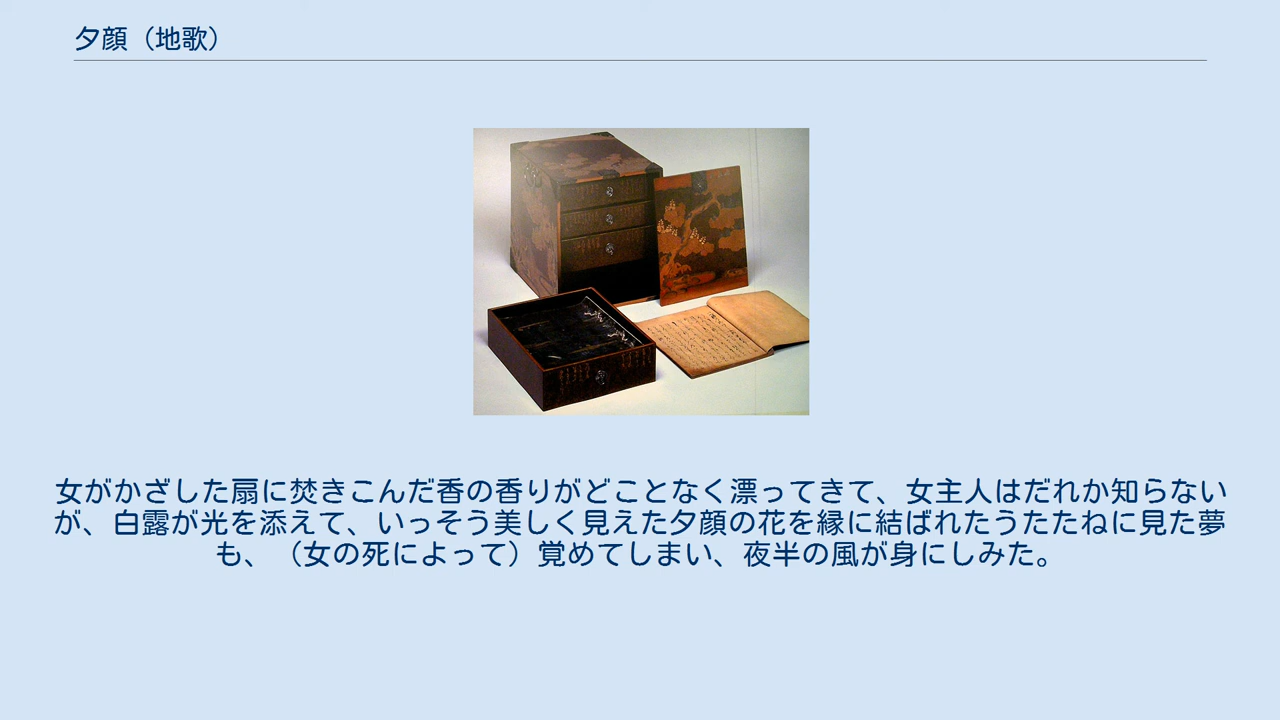 夕顔（地歌）
女がかざした扇に焚きこんだ香の香りがどことなく漂ってきて、女主人はだれか知らない
が、白露が光を添えて、いっそう美しく見えた夕顔の花を縁に結ばれたうたたねに見た夢
も、（女の死によって）覚めてしまい、夜半の風が身にしみた。